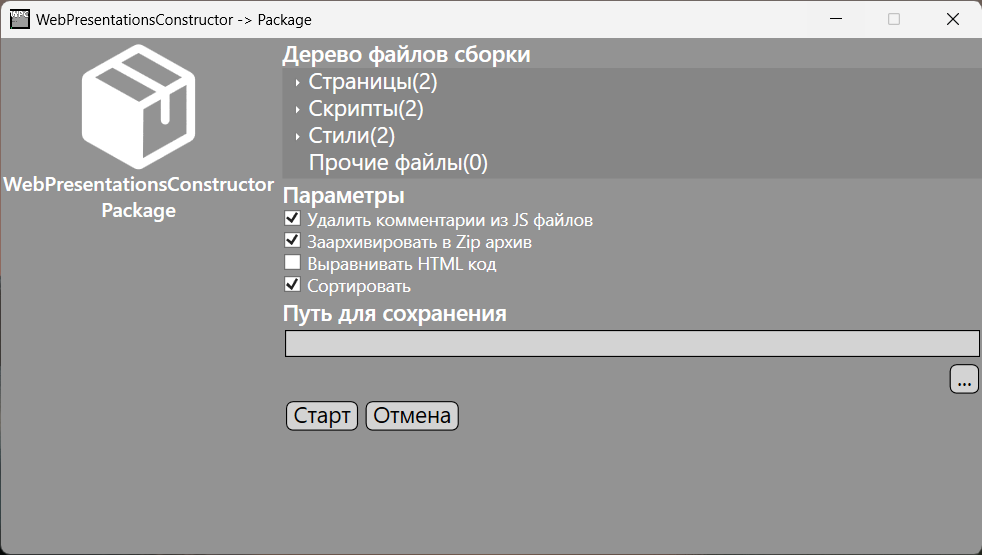 WPC
WebPresentationsConstructor -> Package
WebPresentationsConstructor
Package
Дерево файлов сборки
Страницы(2)
Скрипты(2)
Стили(2)
Прочие файлы(0)
Параметры
Удалить комментарии из JS файлов
Заархивировать в Zip архив
Выравнивать HTML код
Сортировать
Путь для сохранения
...
Старт Отмена